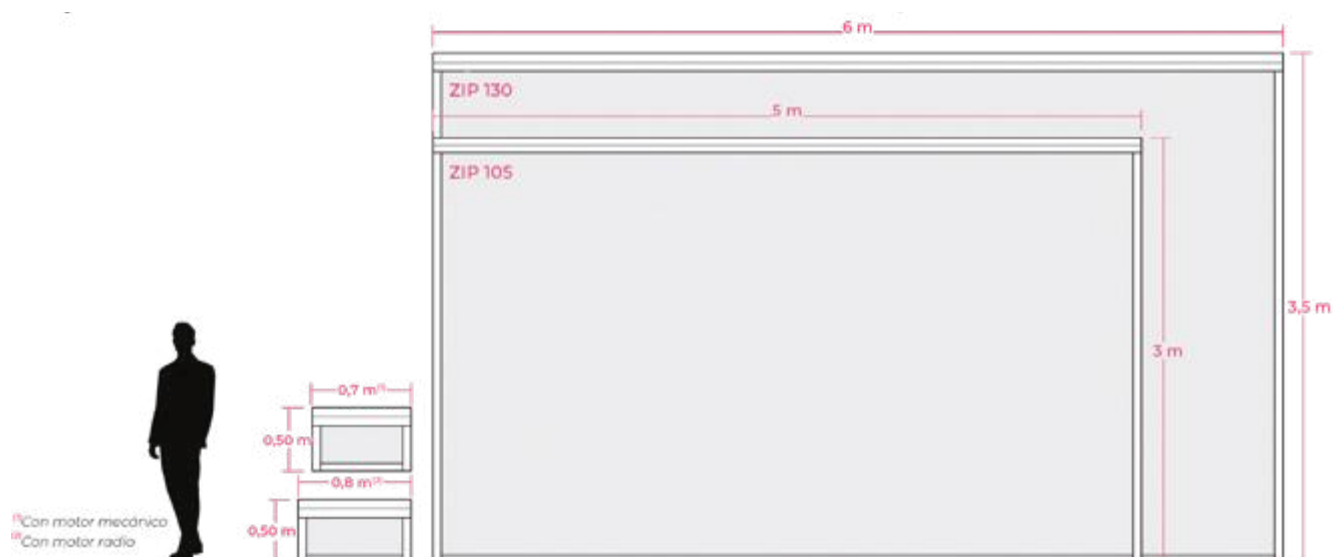 6 m
ZIP 130
5 m
ZIP 105
3,5 m
3 m
0,7 m⁽¹⁾
0,50 m
0,8 m⁽²⁾
0,50 m
⁽¹⁾Con motor mecánico
⁽²⁾Con motor radio